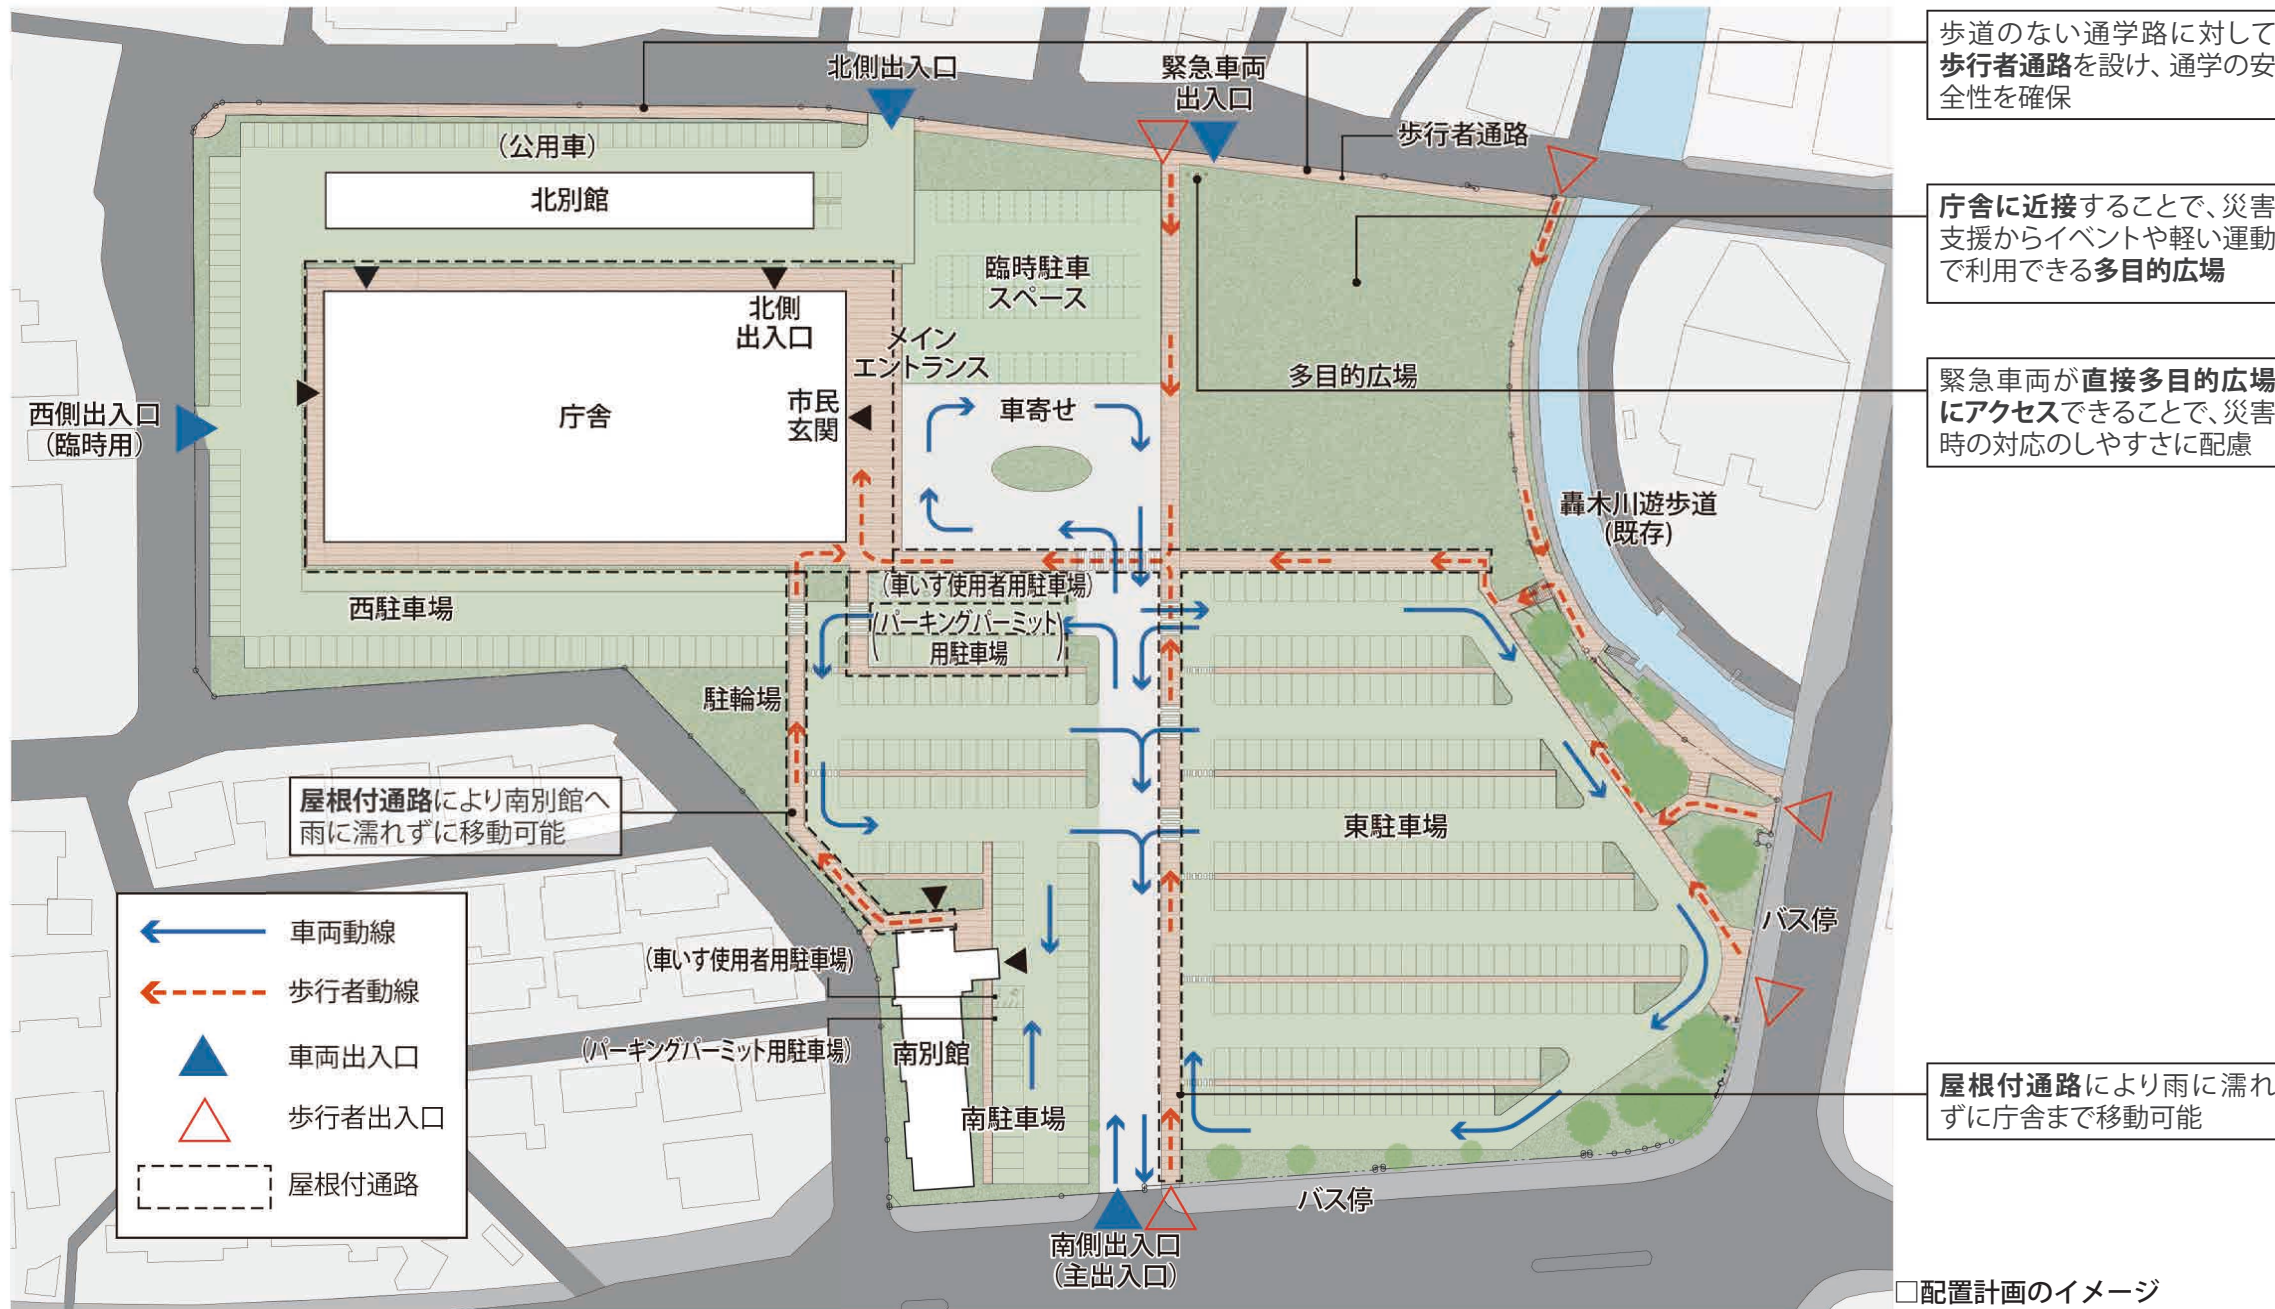 歩道のない通学路に対して
歩行者通路を設け、通学の安
全性を確保
北側出入口
緊急車両
出入口
歩行者通路
(公用車)
北別館
庁舎に近接することで、災害
支援からイベントや軽い運動
で利用できる多目的広場
臨時駐車
スペース
北側
出入口
メイン
エントランス
多目的広場
緊急車両が直接多目的広場
にアクセスできることで、災害
時の対応のしやすさに配慮
西側出入口
(臨時用)
庁舎
市民
玄関
車寄せ
轟木川遊歩道
(既存)
(車いす使用者用駐車場)
西駐車場
(パーキングパーミット
用駐車場)
駐輪場
屋根付通路により南別館へ
雨に濡れずに移動可能
東駐車場
バス停
車両動線
歩行者動線
車両出入口
歩行者出入口
屋根付通路
(車いす使用者用駐車場)
(パーキングパーミット用駐車場)
南別館
南駐車場
屋根付通路により雨に濡れ
ずに庁舎まで移動可能
バス停
南側出入口
(主出入口)
□配置計画のイメージ